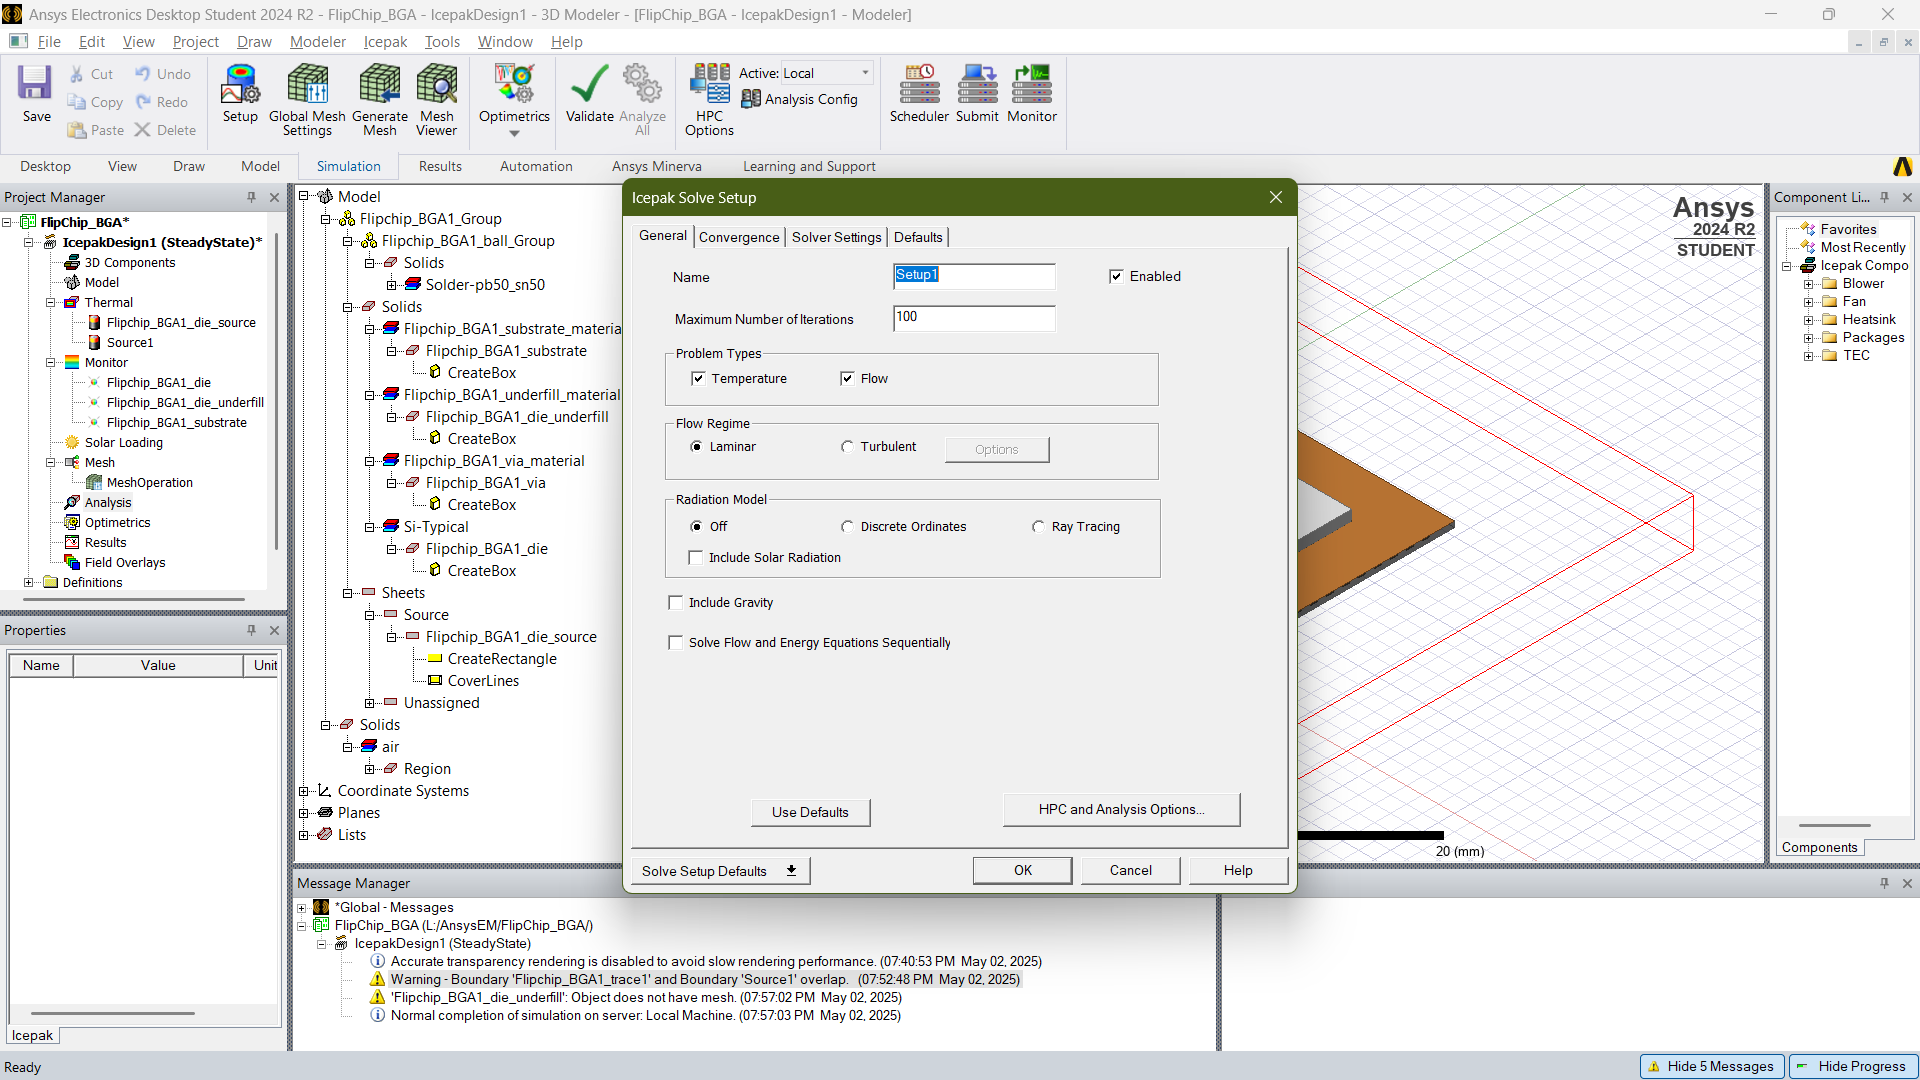 Ansys Electronics Desktop Student 2024 R2 - FlipChip_BGA - IcepakDesign1 - 3D Modeler - [FlipChip_BGA - IcepakDesign1 - Modeler]
File Edit View Project Draw Modeler Icepak Tools Window Help
Save
Cut
Copy
Paste
Undo
Redo
Delete
Setup
Global Mesh
Settings
Generate
Mesh
Mesh
Viewer
Optimetrics
Validate
Analyze
All
HPC
Options
Active: Local
Analysis Config
Scheduler
Submit
Monitor
Desktop View Draw Model Simulation Results Automation Ansys Minerva Learning and Support
Project Manager
FlipChip_BGA*
IcepakDesign1 (SteadyState)*
3D Components
Model
Thermal
Flipchip_BGA1_die_source
Source1
Monitor
Flipchip_BGA1_die
Flipchip_BGA1_die_underfill
Flipchip_BGA1_substrate
Solar Loading
Mesh
MeshOperation
Analysis
Optimetrics
Results
Field Overlays
Definitions
Properties
Name Value Unit
Icepak
Model
Flipchip_BGA1_Group
Flipchip_BGA1_ball_Group
Solids
Solder-pb50_sn50
Solids
Flipchip_BGA1_substrate_materia
Flipchip_BGA1_substrate
CreateBox
Flipchip_BGA1_underfill_material
Flipchip_BGA1_die_underfill
CreateBox
Flipchip_BGA1_via_material
Flipchip_BGA1_via
CreateBox
Si-Typical
Flipchip_BGA1_die
CreateBox
Sheets
Source
Flipchip_BGA1_die_source
CreateRectangle
CoverLines
Unassigned
Solids
air
Region
Coordinate Systems
Planes
Lists
Icepak Solve Setup
General Convergence Solver Settings Defaults
Name Setup1 Enabled
Maximum Number of Iterations 100
Problem Types
Temperature Flow
Flow Regime
Laminar Turbulent Options
Radiation Model
Off Discrete Ordinates Ray Tracing
Include Solar Radiation
Include Gravity
Solve Flow and Energy Equations Sequentially
Use Defaults HPC and Analysis Options...
Solve Setup Defaults OK Cancel Help
Ansys
2024 R2
STUDENT
20 (mm)
Component Li...
Favorites
Most Recently
Icepak Compo
Blower
Fan
Heatsink
Packages
TEC
Components
Message Manager
*Global - Messages
FlipChip_BGA (L:/AnsysEM/FlipChip_BGA/)
IcepakDesign1 (SteadyState)
Accurate transparency rendering is disabled to avoid slow rendering performance. (07:40:53 PM May 02, 2025)
Warning - Boundary 'Flipchip_BGA1_trace1' and Boundary 'Source1' overlap. (07:52:48 PM May 02, 2025)
'Flipchip_BGA1_die_underfill': Object does not have mesh. (07:57:02 PM May 02, 2025)
Normal completion of simulation on server: Local Machine. (07:57:03 PM May 02, 2025)
Ready
Hide 5 Messages
Hide Progress